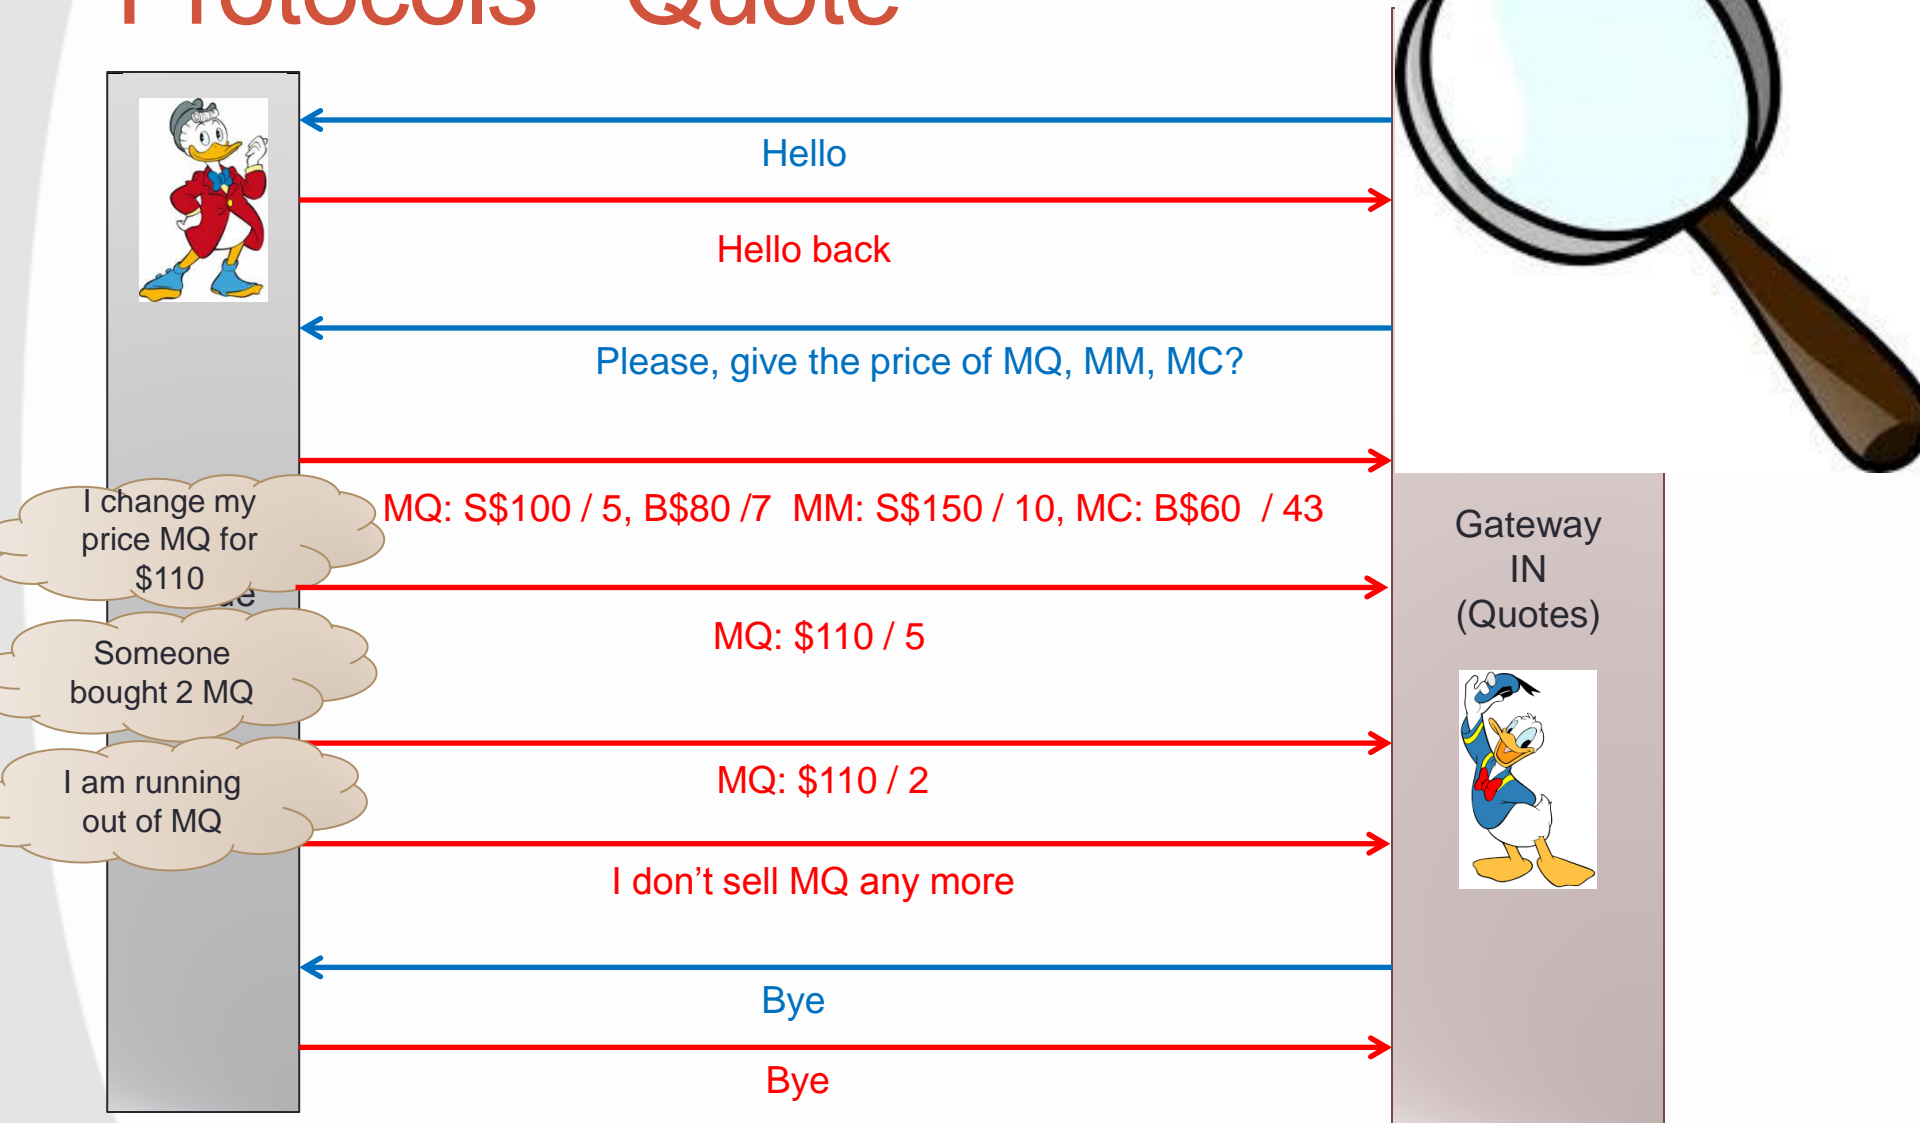 Protocols Quote
Hello
Hello back
Please, give the price of MQ, MM, MC?
I change my
price MQ for
$110
MQ: S$100 / 5, B$80 /7  MM: S$150 / 10, MC: B$60  / 43
Gateway
IN
(Quotes)
MQ: $110 / 5
Someone
bought 2 MQ
MQ: $110 / 2
I am running
out of MQ
I don’t sell MQ any more
Bye
Bye